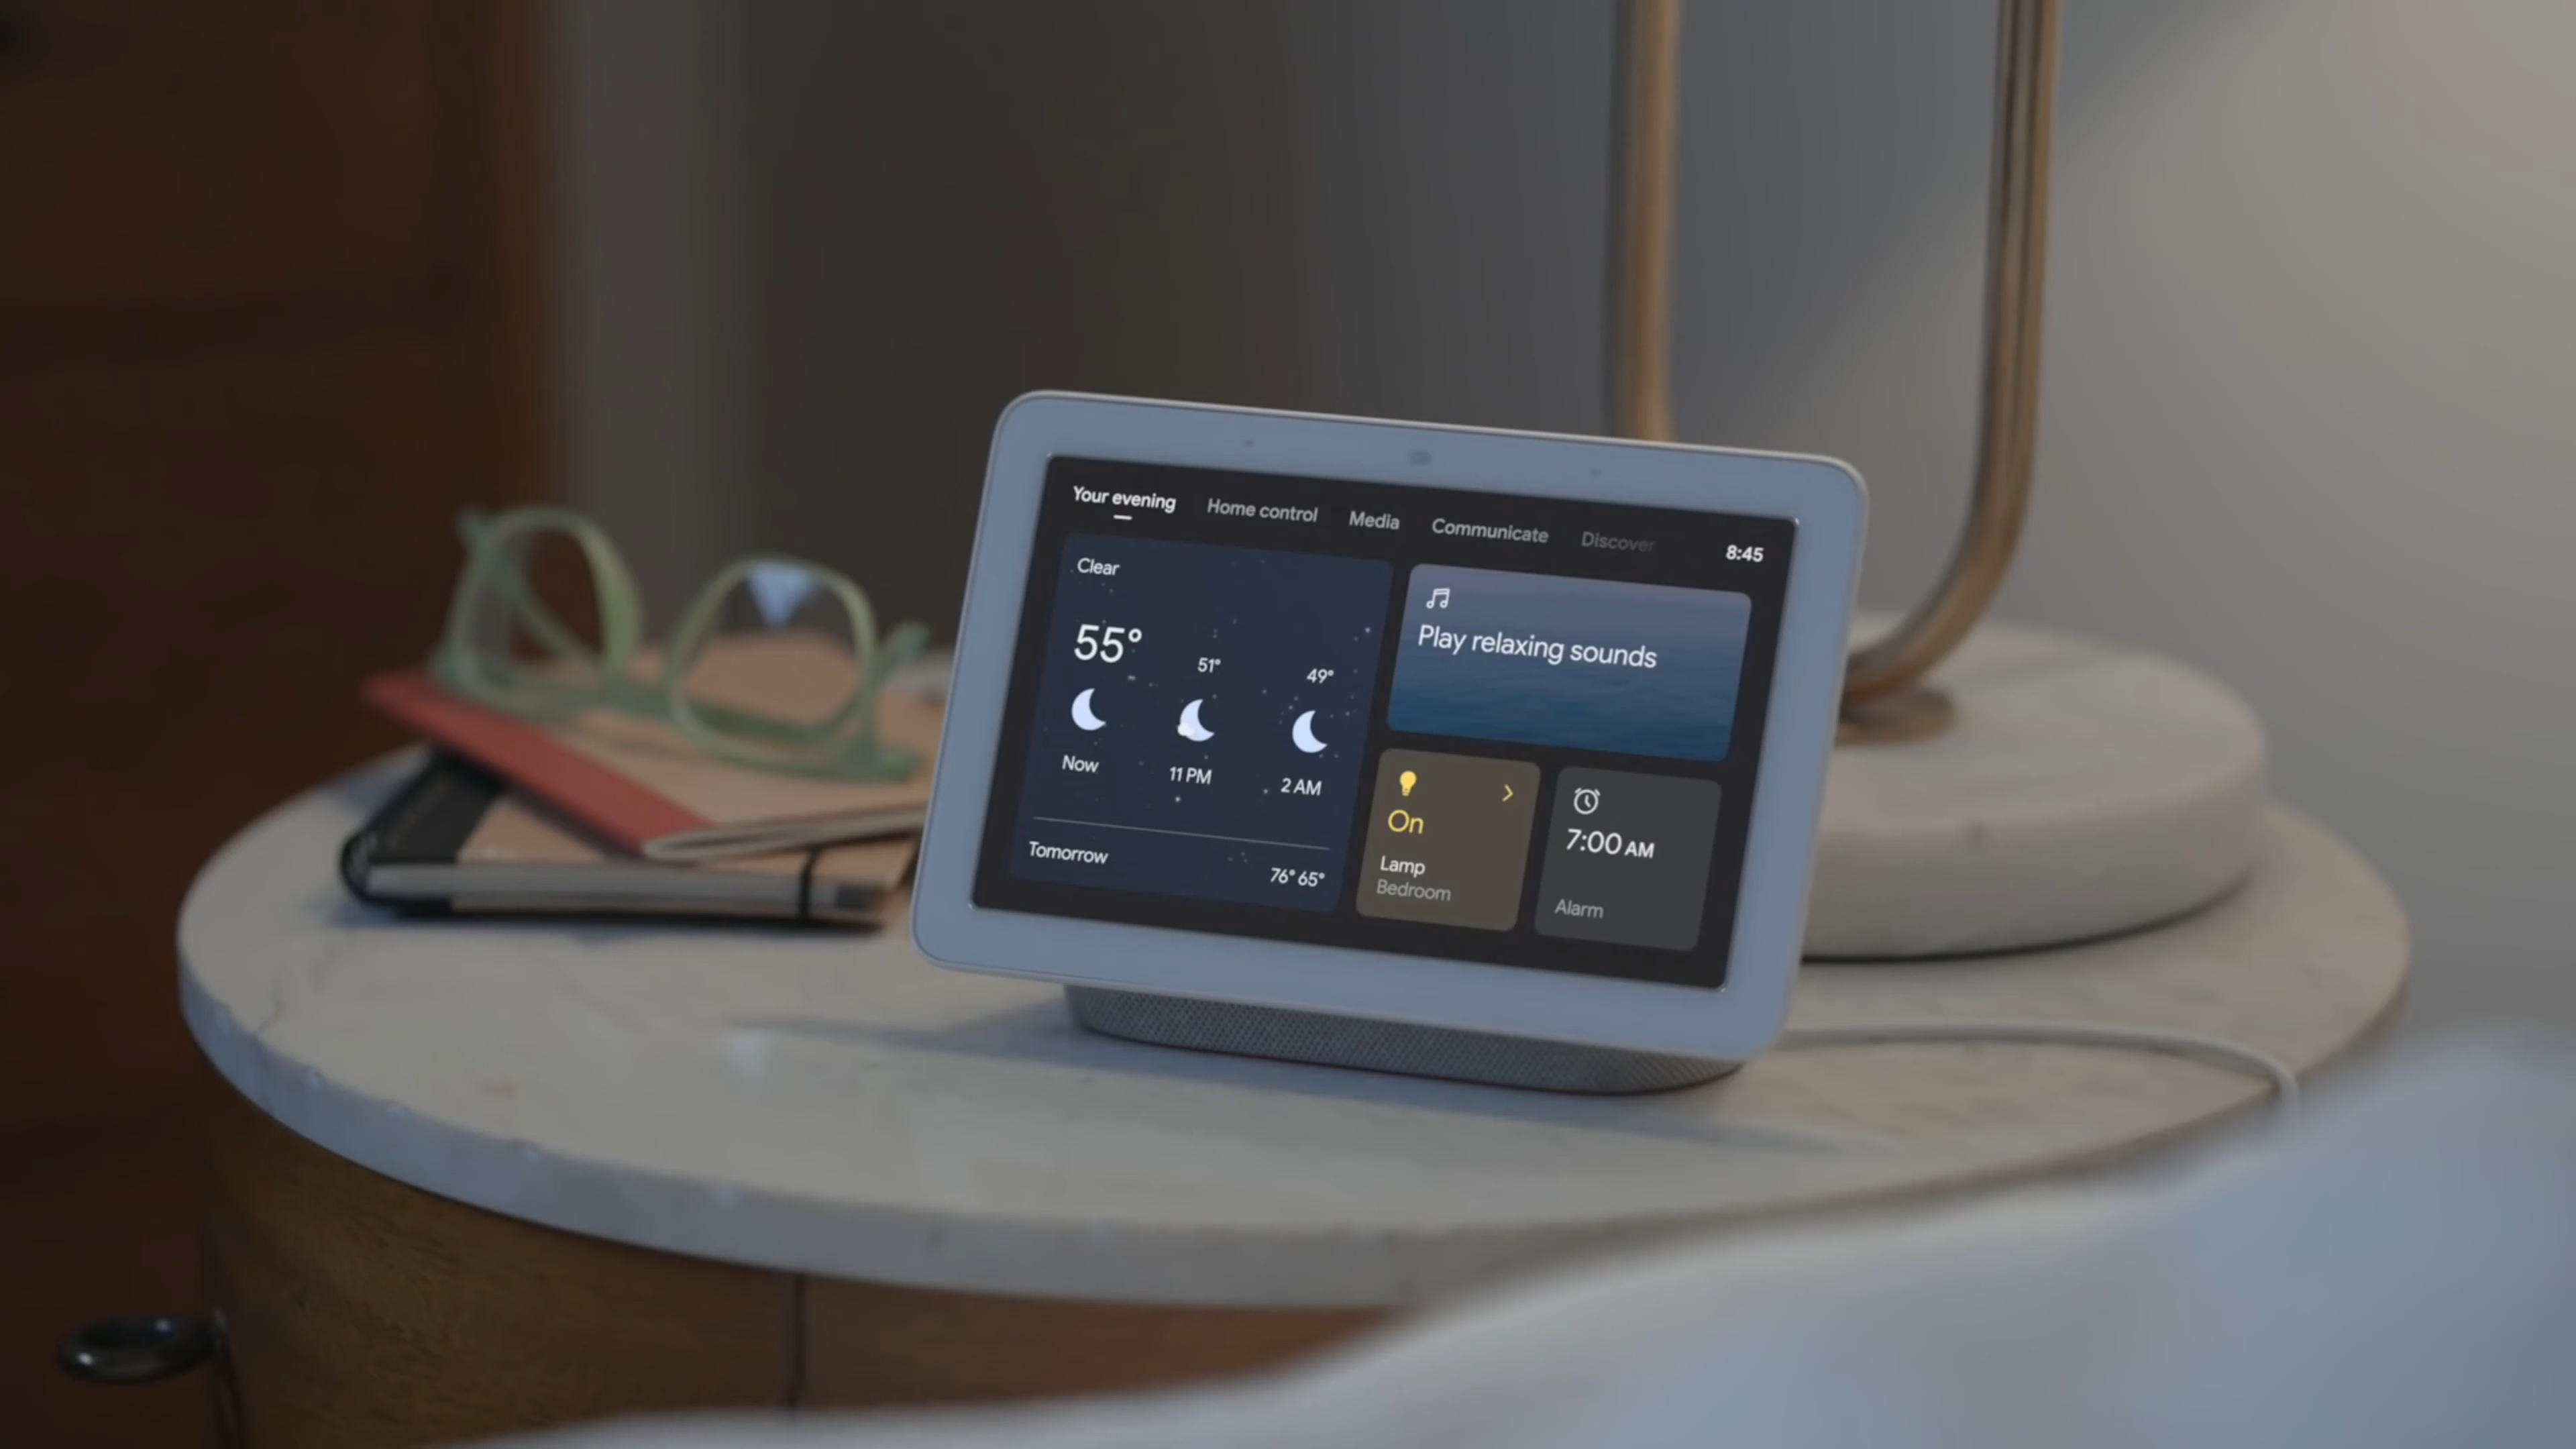 Your evening
Home control
Media
Communicate
Discover
8:45
Clear
55°
51°
49°
Now
11 PM
2 AM
Tomorrow
76° 65°
Play relaxing sounds
On
Lamp
Bedroom
7:00 AM
Alarm